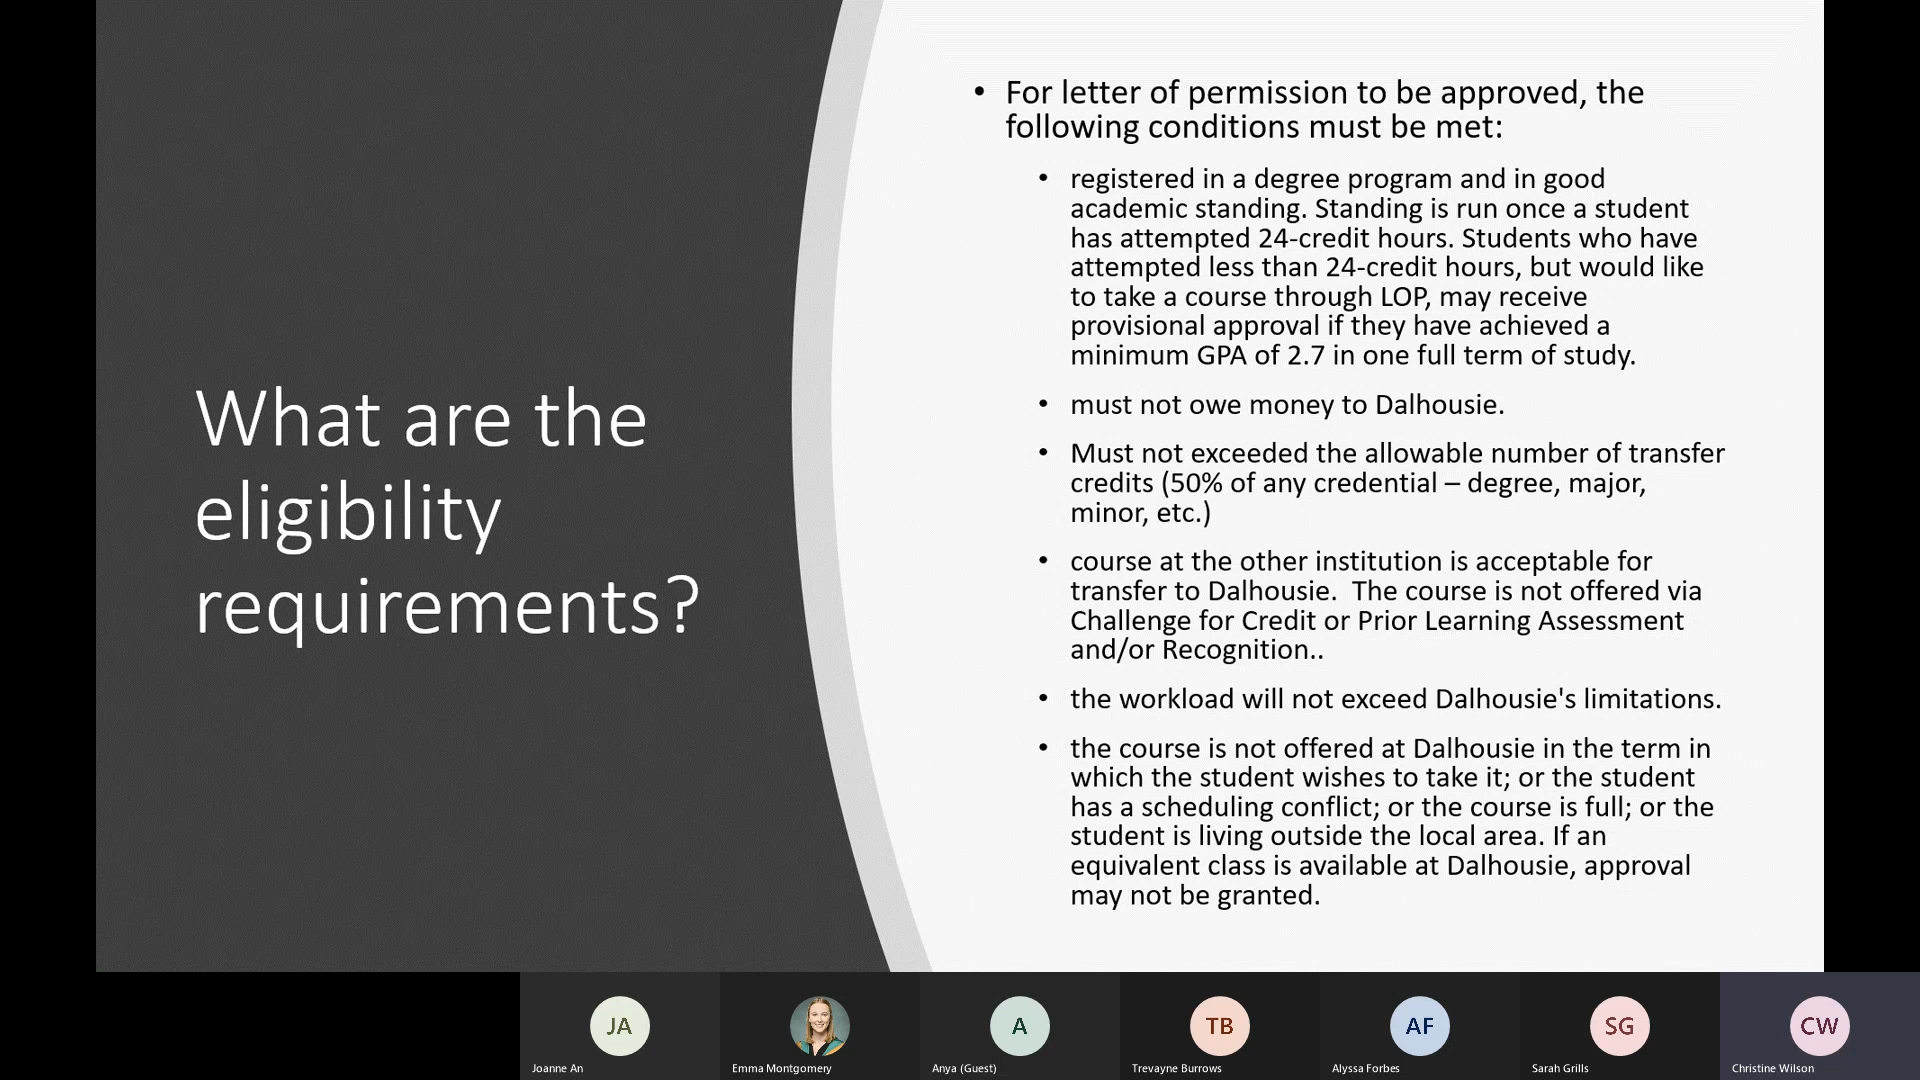 What are the
eligibility
requirements?
• For letter of permission to be approved, the
following conditions must be met:
• registered in a degree program and in good
academic standing. Standing is run once a student
has attempted 24-credit hours. Students who have
attempted less than 24-credit hours, but would like
to take a course through LOP, may receive
provisional approval if they have achieved a
minimum GPA of 2.7 in one full term of study.
• must not owe money to Dalhousie.
• Must not exceeded the allowable number of transfer
credits (50% of any credential – degree, major,
minor, etc.)
• course at the other institution is acceptable for
transfer to Dalhousie.  The course is not offered via
Challenge for Credit or Prior Learning Assessment
and/or Recognition..
• the workload will not exceed Dalhousie's limitations.
• the course is not offered at Dalhousie in the term in
which the student wishes to take it; or the student
has a scheduling conflict; or the course is full; or the
student is living outside the local area. If an
equivalent class is available at Dalhousie, approval
may not be granted.
JA
Joanne An
Emma Montgomery
A
Anya (Guest)
TB
Trevayne Burrows
AF
Alyssa Forbes
SG
Sarah Grills
CW
Christine Wilson